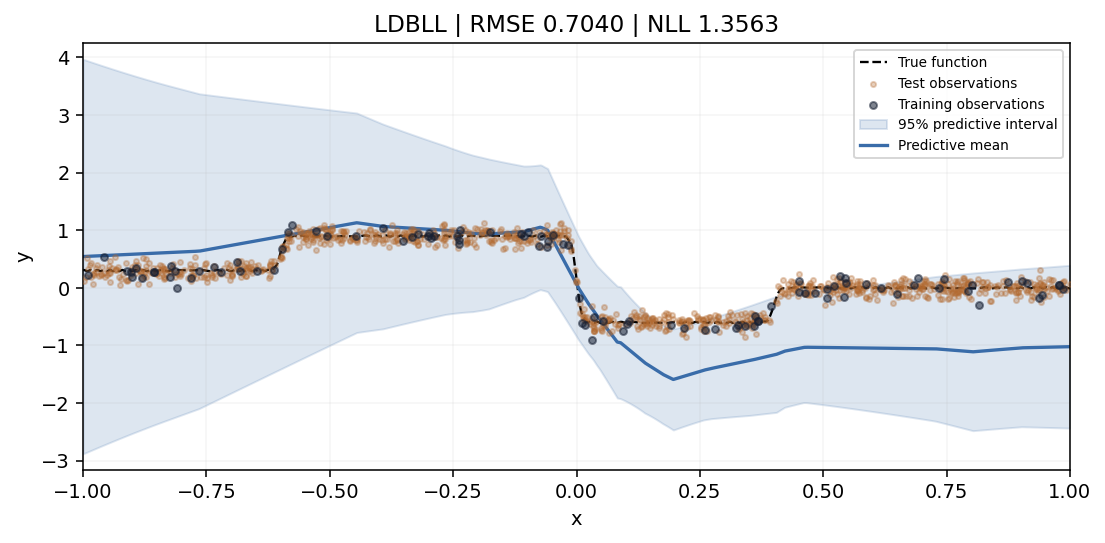 LDBLL | RMSE 0.7040 | NLL 1.3563
True function
Test observations
Training observations
95% predictive interval
Predictive mean
4
3
2
1
0
−1
−2
−3
y
−1.00 −0.75 −0.50 −0.25 0.00 0.25 0.50 0.75 1.00
x